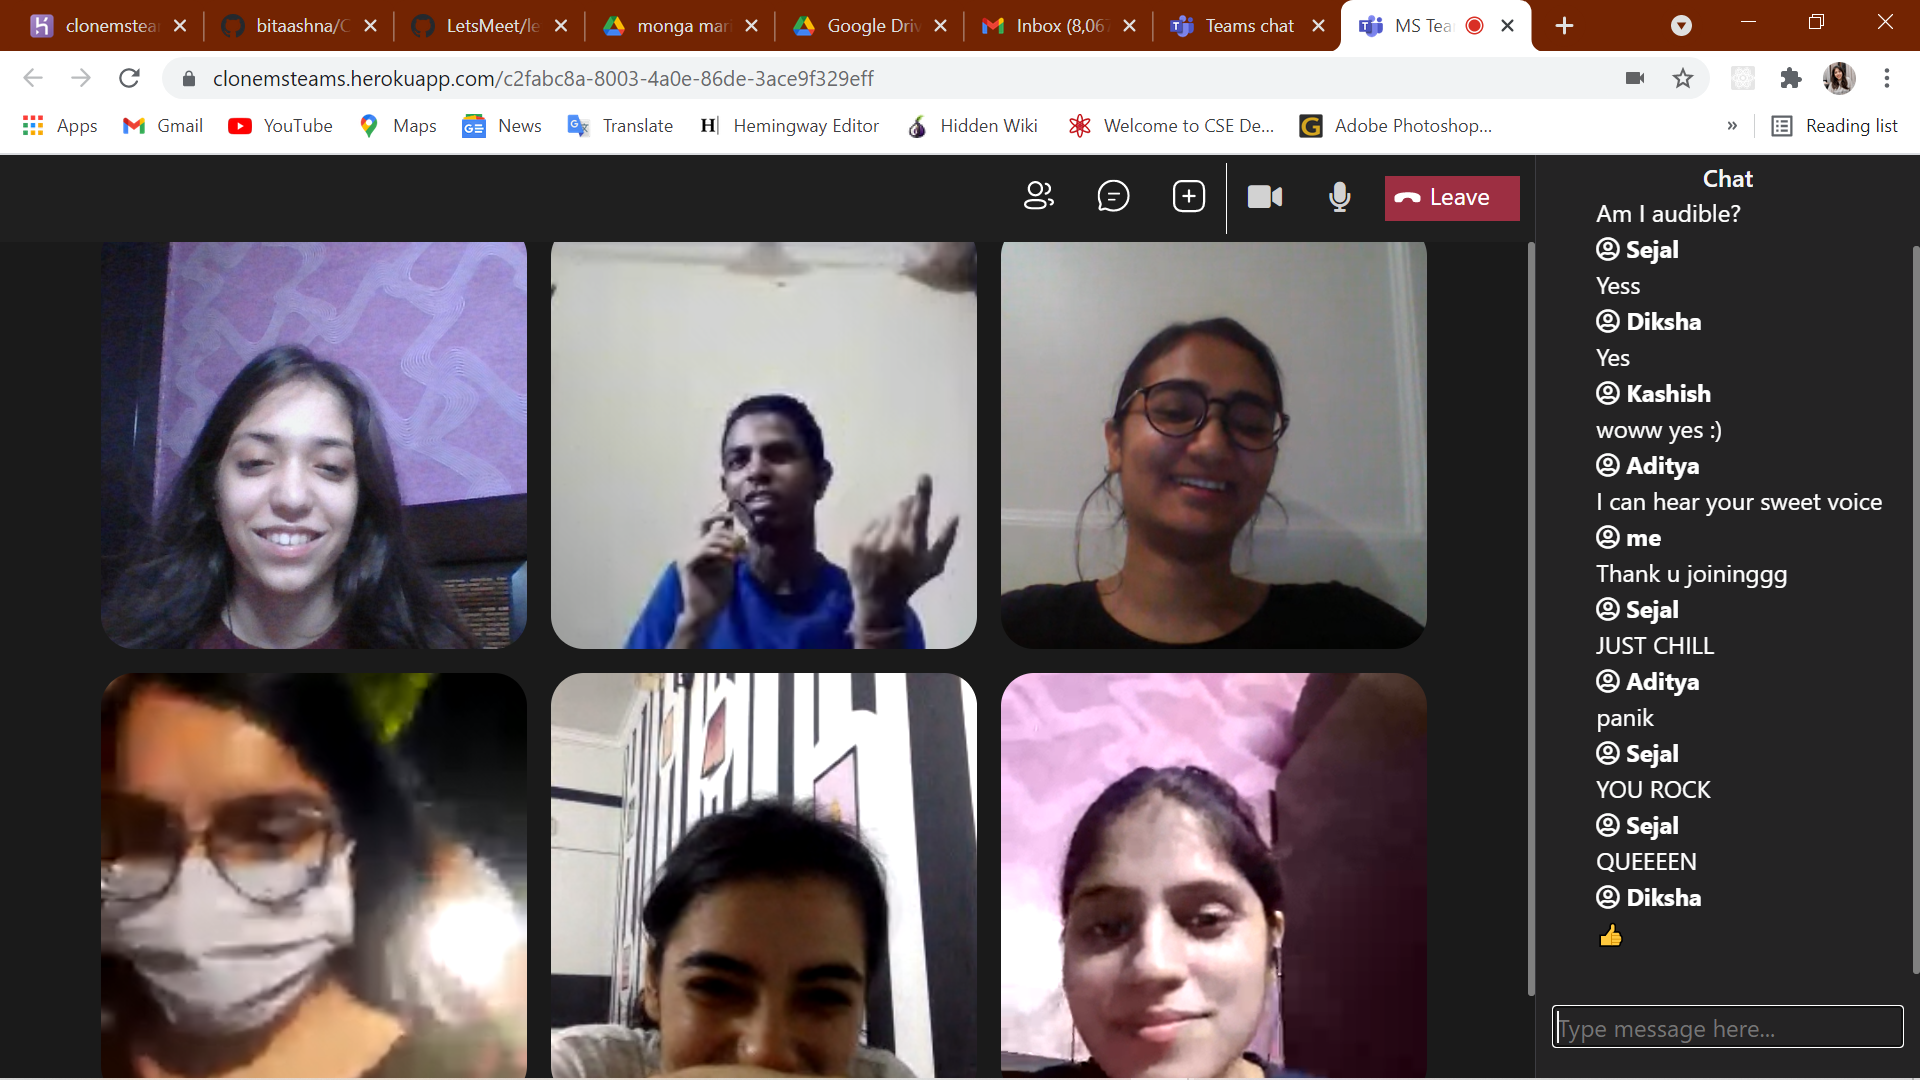 clonemstea
bitaashna/C
LetsMeet/le
monga mar
Google Driv
Inbox (8,067
Teams chat
MS Tea
clonemsteams.herokuapp.com/c2fabc8a-8003-4a0e-86de-3ace9f329eff
Apps
Gmail
YouTube
Maps
News
Translate
Hemingway Editor
Hidden Wiki
Welcome to CSE De...
Adobe Photoshop...
»
Reading list
Leave
Chat
Am I audible?
Sejal
Yess
Diksha
Yes
Kashish
woww yes :)
Aditya
I can hear your sweet voice
me
Thank u joininggg
Sejal
JUST CHILL
Aditya
panik
Sejal
YOU ROCK
Sejal
QUEEEEN
Diksha
👍
Type message here...